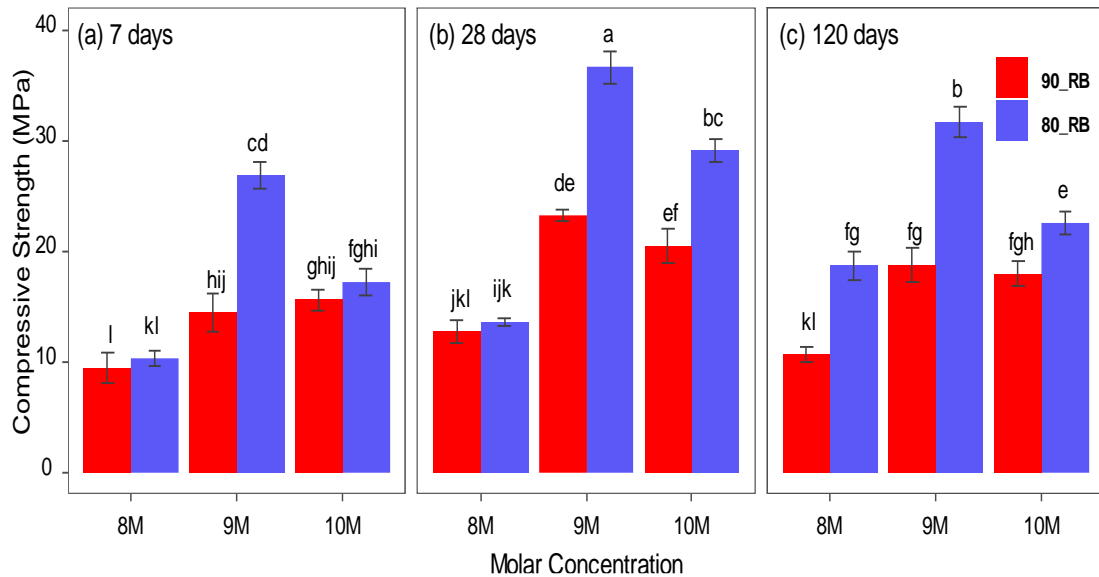 Compressive Strength (MPa)
40
30
20
10
0
(a) 7 days
l
kl
hij
cd
ghij
fghi
8M
9M
10M
(b) 28 days
jkl
ijk
de
a
ef
bc
8M
9M
10M
(c) 120 days
kl
fg
fg
b
fgh
e
8M
9M
10M
90_RB
80_RB
Molar Concentration